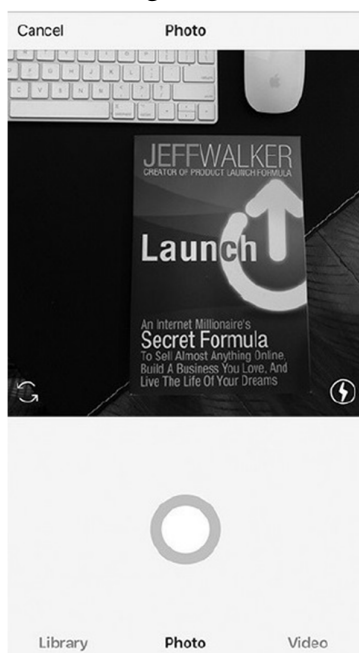 Cancel Photo
JEFFWALKER
CREATOR OF PRODUCT LAUNCH FORMULA
Launch
An Internet Millionaire's
Secret Formula
To Sell Almost Anything Online,
Build A Business You Love, And
Live The Life Of Your Dreams
Library Photo Video